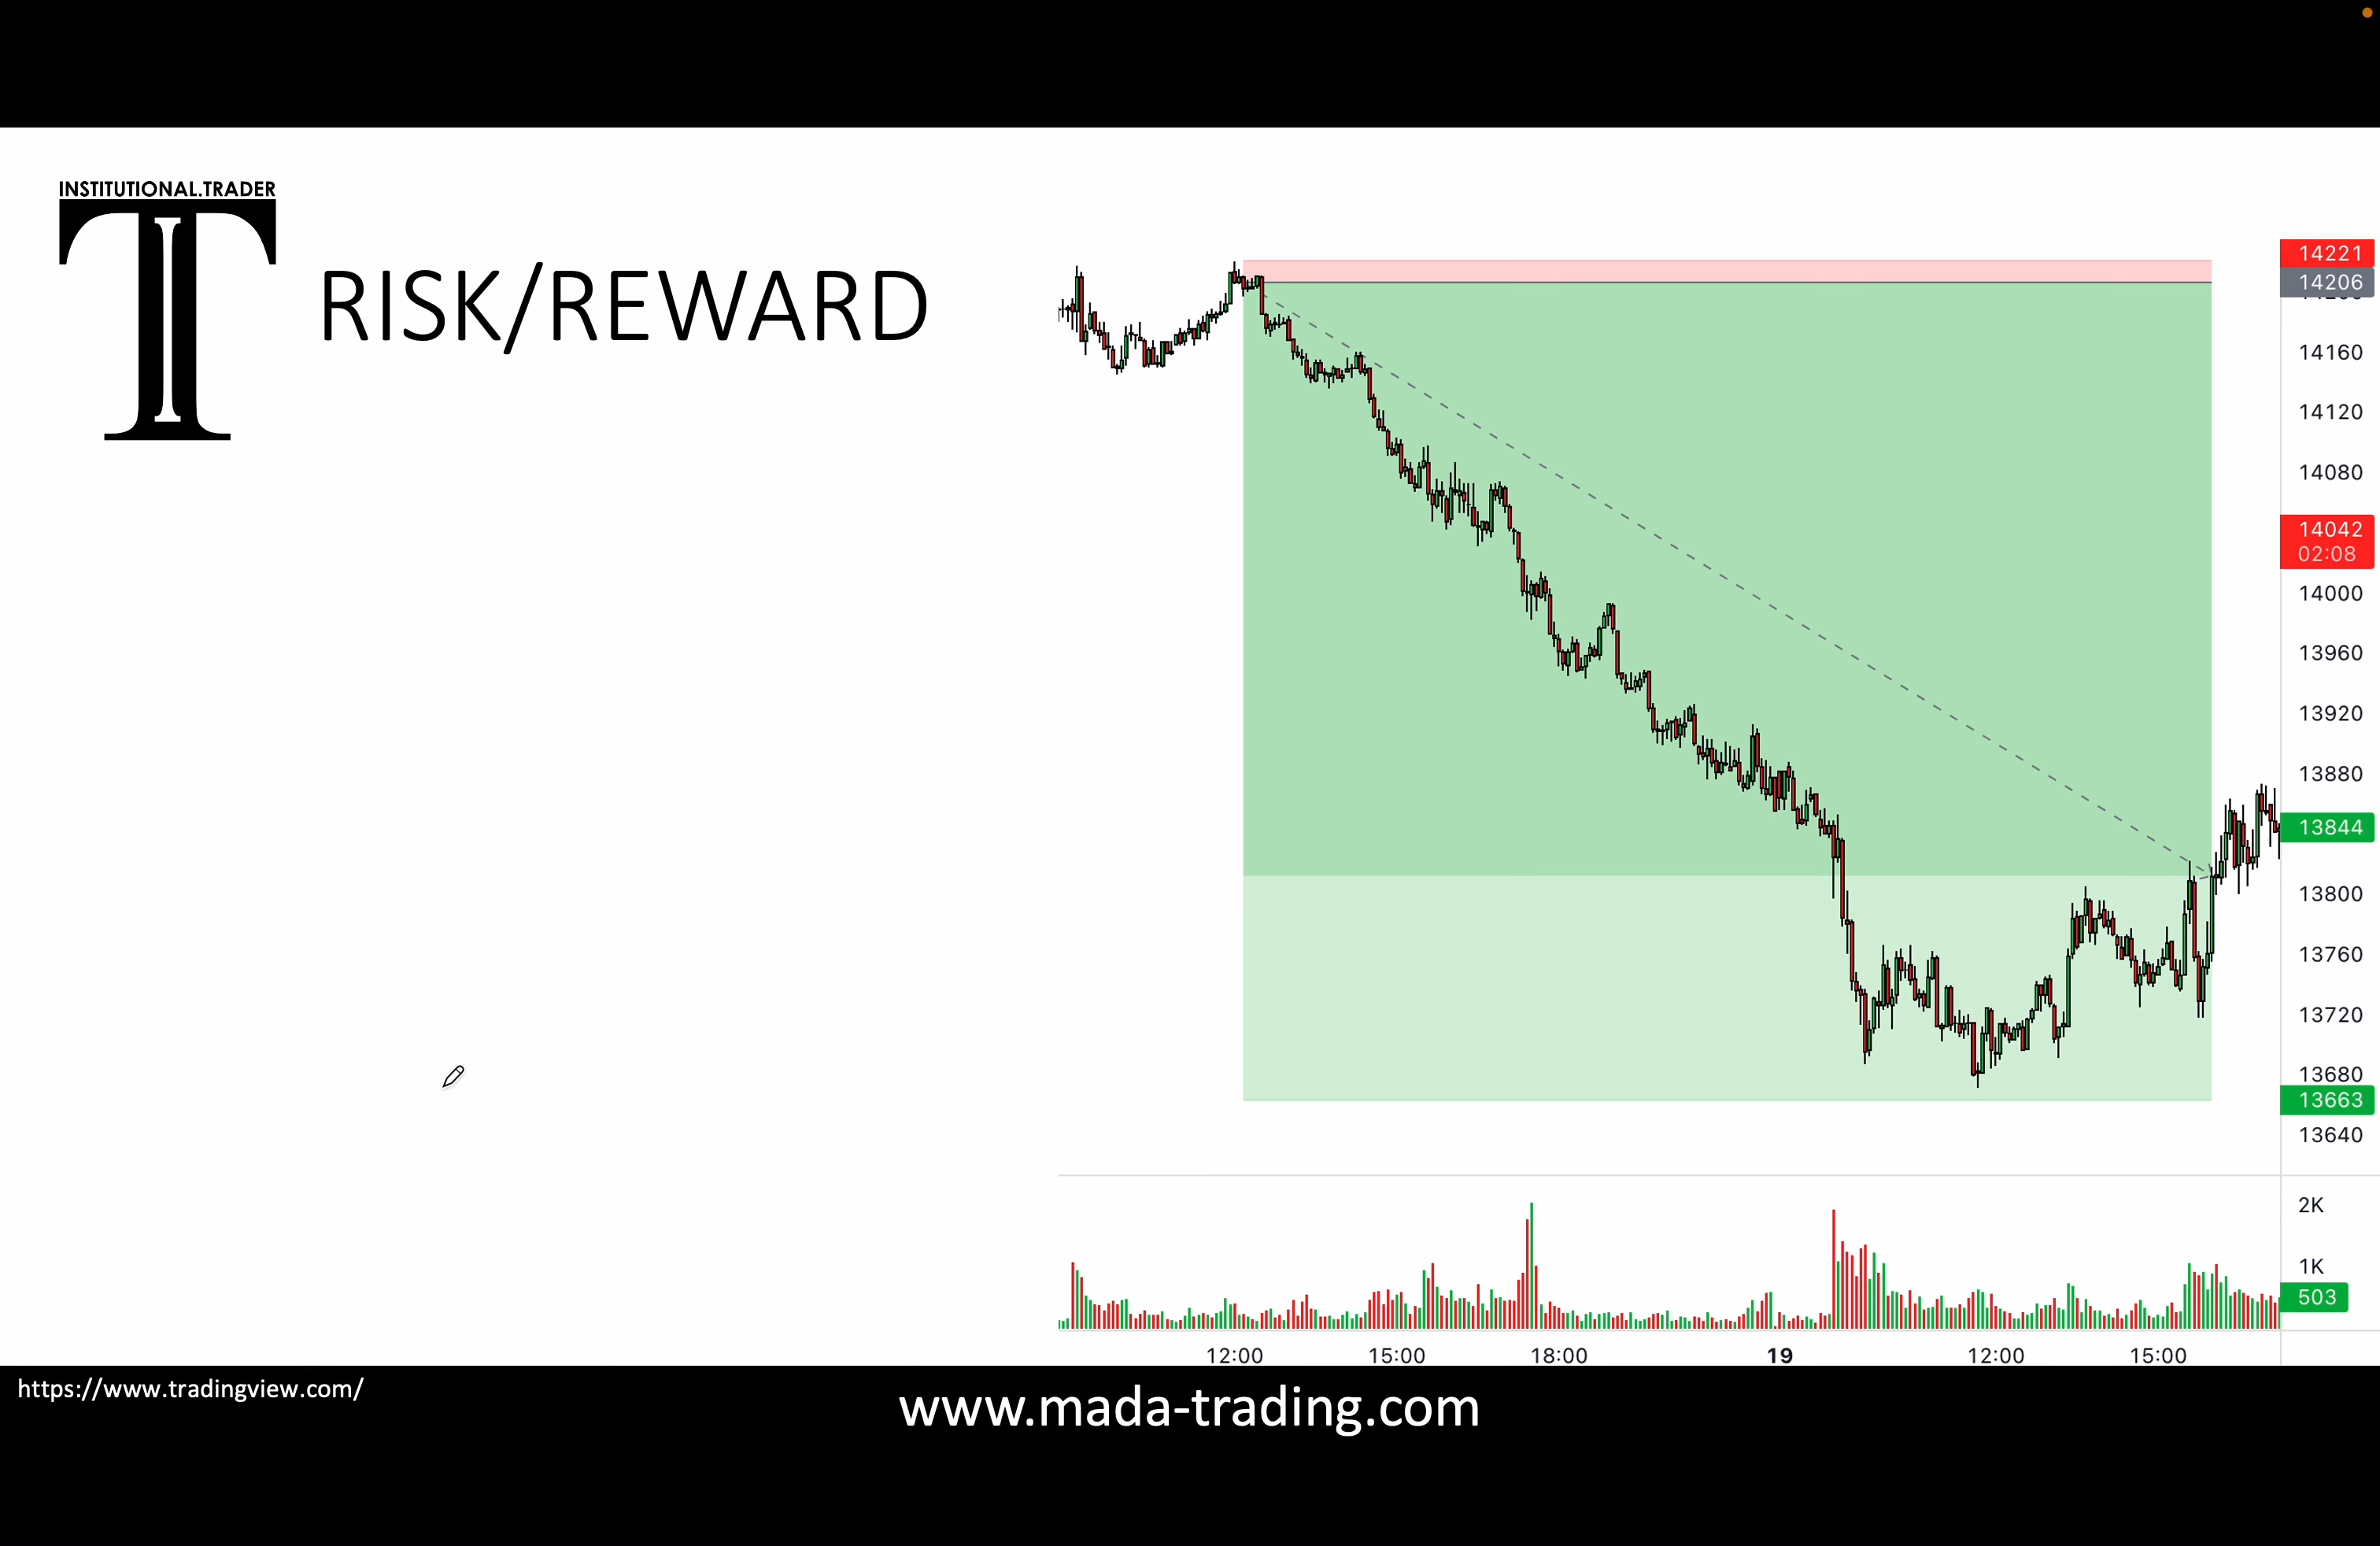 INSTITUTIONAL.TRADER
RISK/REWARD
14221
14206
14160
14120
14080
14042
02:08
14000
13960
13920
13880
13844
13800
13760
13720
13680
13663
13640
2K
1K
503
12:00 15:00 18:00 19 12:00 15:00
https://www.tradingview.com/
www.mada-trading.com